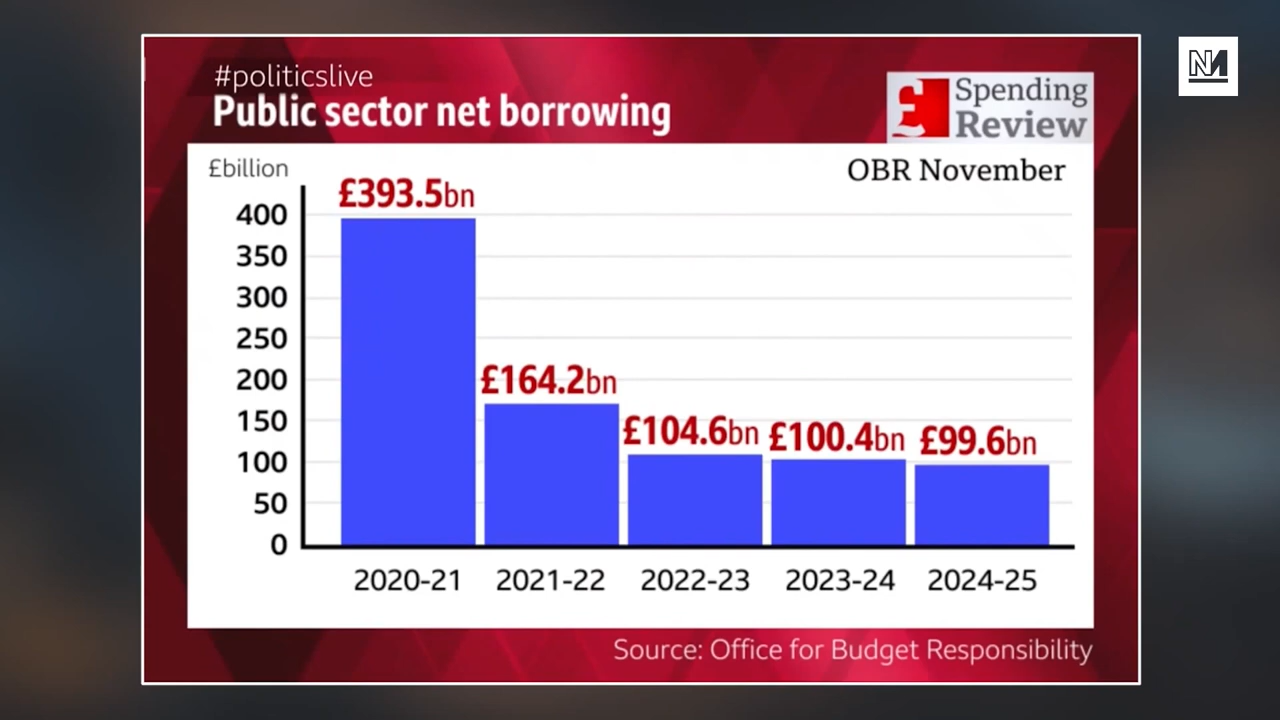 #politicslive
Public sector net borrowing
£ Spending
Review
£billion
OBR November
£393.5bn
400
350
300
250
200
£164.2bn
150
£104.6bn £100.4bn £99.6bn
100
50
0
2020-21 2021-22 2022-23 2023-24 2024-25
Source: Office for Budget Responsibility
NM